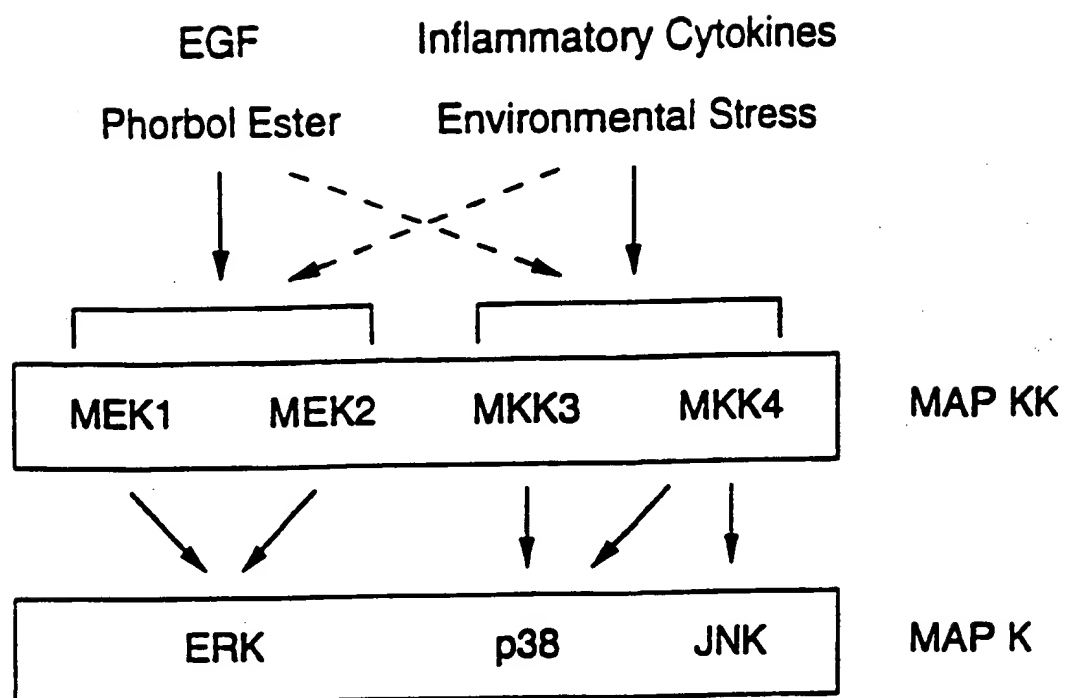 EGF Inflammatory Cytokines
Phorbol Ester Environmental Stress
MEK1 MEK2 MKK3 MKK4 MAP KK
ERK p38 JNK MAP K